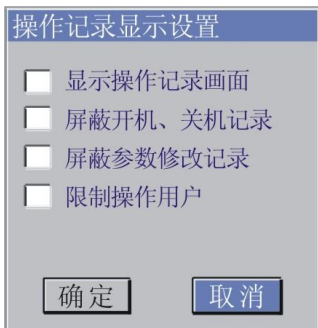 操作记录显示设置
显示操作记录画面
屏蔽开机、关机记录
屏蔽参数修改记录
限制操作用户
确定 取消